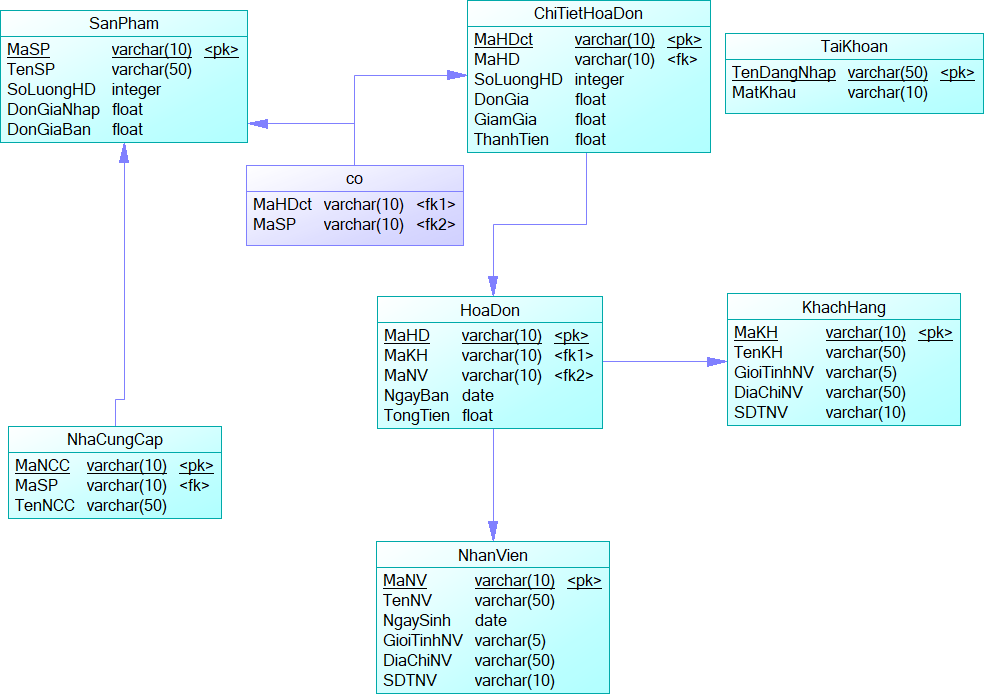 SanPham
MaSP varchar(10) <pk>
TenSP varchar(50)
SoLuongHD integer
DonGiaNhap float
DonGiaBan float
ChiTietHoaDon
MaHDct varchar(10) <pk>
MaHD varchar(10) <fk>
SoLuongHD integer
DonGia float
GiamGia float
ThanhTien float
TaiKhoan
TenDangNhap varchar(50) <pk>
MatKhau varchar(10)
co
MaHDct varchar(10) <fk1>
MaSP varchar(10) <fk2>
HoaDon
MaHD varchar(10) <pk>
MaKH varchar(10) <fk1>
MaNV varchar(10) <fk2>
NgayBan date
TongTien float
KhachHang
MaKH varchar(10) <pk>
TenKH varchar(50)
GioiTinhNV varchar(5)
DiaChiNV varchar(50)
SDTNV varchar(10)
NhaCungCap
MaNCC varchar(10) <pk>
MaSP varchar(10) <fk>
TenNCC varchar(50)
NhanVien
MaNV varchar(10) <pk>
TenNV varchar(50)
NgaySinh date
GioiTinhNV varchar(5)
DiaChiNV varchar(50)
SDTNV varchar(10)